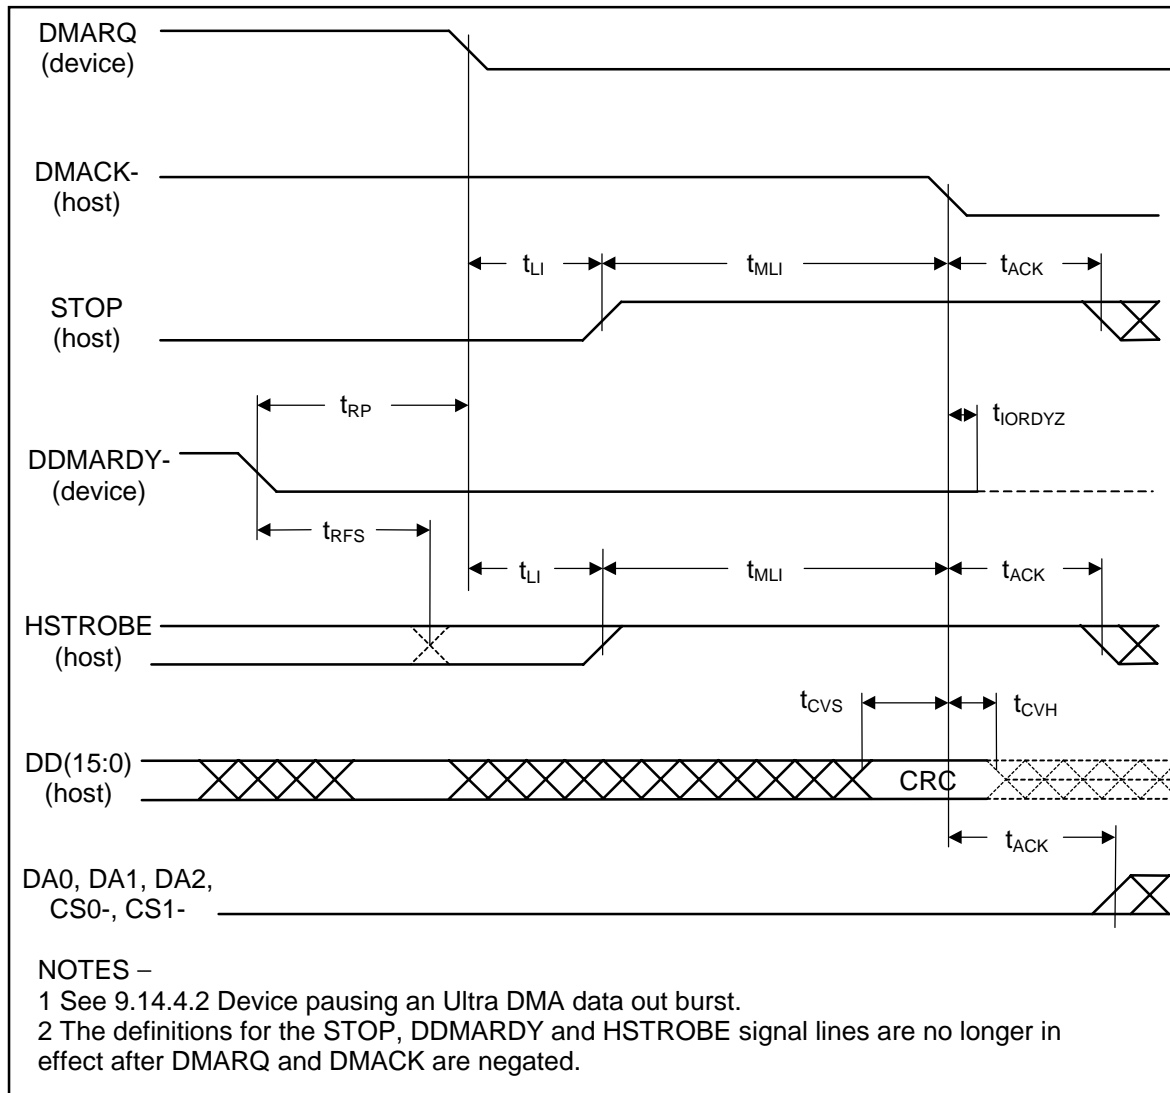 DMARQ
(device)
DMACK-
(host)
tLI
tMLI
tACK
STOP
(host)
tRP
tIORDYZ
DDMARDY-
(device)
tRFS
tLI
tMLI
tACK
HSTROBE
(host)
tCVS
tCVH
DD(15:0)
(host)
CRC
tACK
DA0, DA1, DA2,
CS0-, CS1-
NOTES –
1 See 9.14.4.2 Device pausing an Ultra DMA data out burst.
2 The definitions for the STOP, DDMARDY and HSTROBE signal lines are no longer in
effect after DMARQ and DMACK are negated.